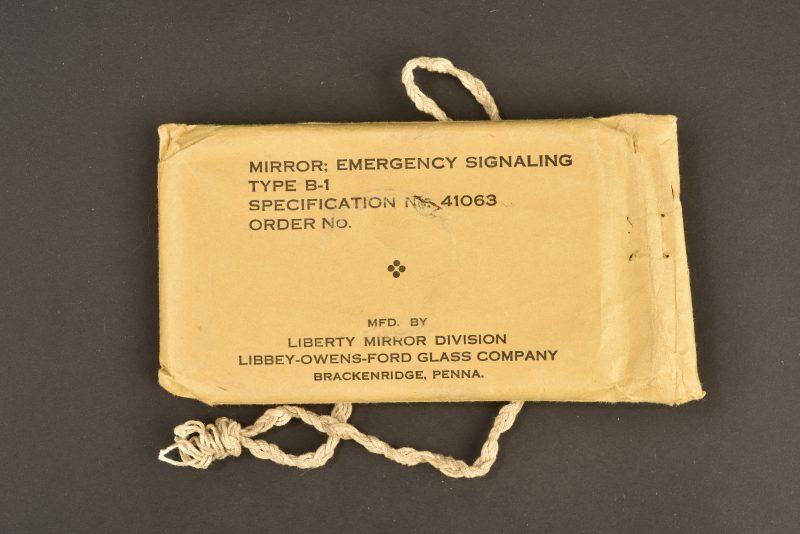 MIRROR; EMERGENCY SIGNALING
TYPE B-1
SPECIFICATION No. 41063
ORDER No.
MFD. BY
LIBERTY MIRROR DIVISION
LIBBEY-OWENS-FORD GLASS COMPANY
BRACKENRIDGE, PENNA.